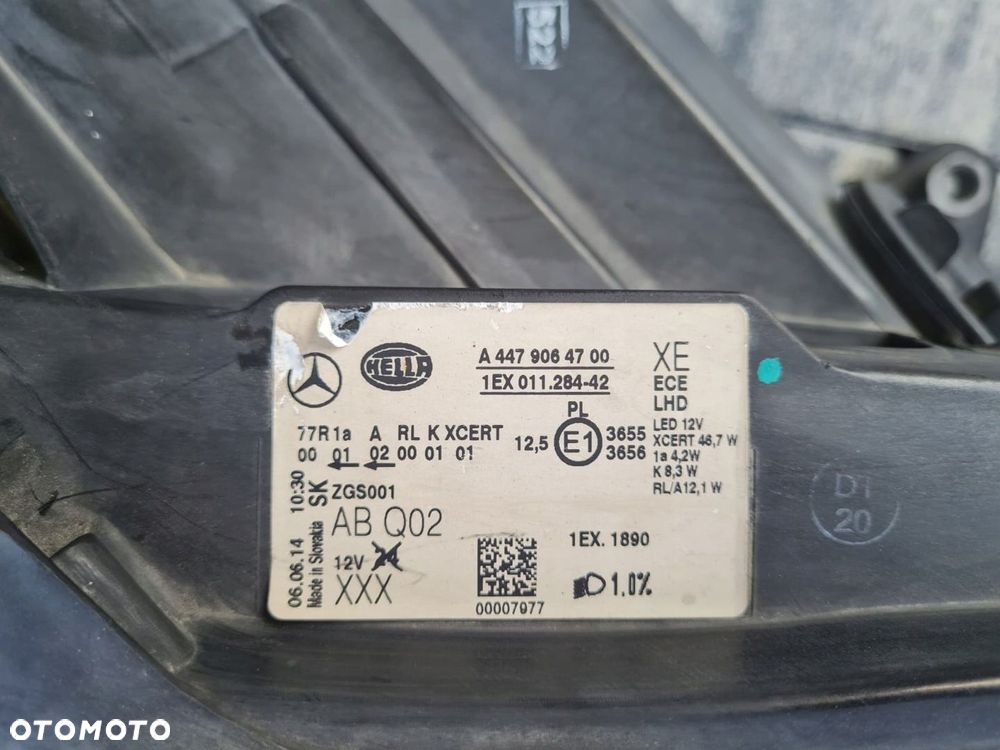 522
HELLA
A 447 906 47 00
1EX 011.284-42
XE
ECE
LHD
LED 12V
XCERT 46,7 W
1a 4,2W
K 8,3 W
RL/A12,1 W
77R 1a A RL K XCERT
00 01 02 00 01 01
12,5
PL
E1
3655
3656
06.06.14 10:30
Made in Slovakia
SK
ZGS001
AB Q02
12V
XXX
00007977
1EX. 1890
1.0%
20
OTOMOTO